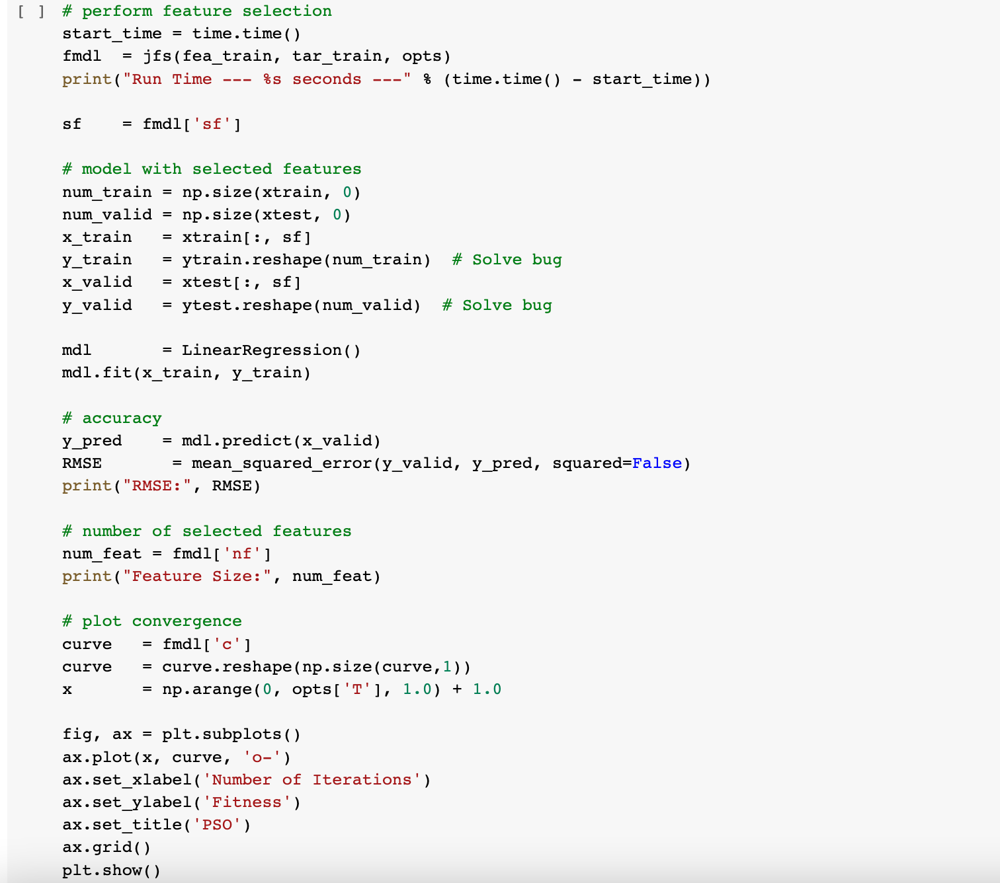 [ ] # perform feature selection
start_time = time.time()
fmdl  = jfs(fea_train, tar_train, opts)
print("Run Time --- %s seconds ---" % (time.time() - start_time))
sf    = fmdl['sf']
# model with selected features
num_train = np.size(xtrain, 0)
num_valid = np.size(xtest, 0)
x_train   = xtrain[:, sf]
y_train   = ytrain.reshape(num_train)  # Solve bug
x_valid   = xtest[:, sf]
y_valid   = ytest.reshape(num_valid)  # Solve bug
mdl       = LinearRegression()
mdl.fit(x_train, y_train)
# accuracy
y_pred    = mdl.predict(x_valid)
RMSE       = mean_squared_error(y_valid, y_pred, squared=False)
print("RMSE:", RMSE)
# number of selected features
num_feat = fmdl['nf']
print("Feature Size:", num_feat)
# plot convergence
curve   = fmdl['c']
curve   = curve.reshape(np.size(curve,1))
x       = np.arange(0, opts['T'], 1.0) + 1.0
fig, ax = plt.subplots()
ax.plot(x, curve, 'o-')
ax.set_xlabel('Number of Iterations')
ax.set_ylabel('Fitness')
ax.set_title('PSO')
ax.grid()
plt.show()